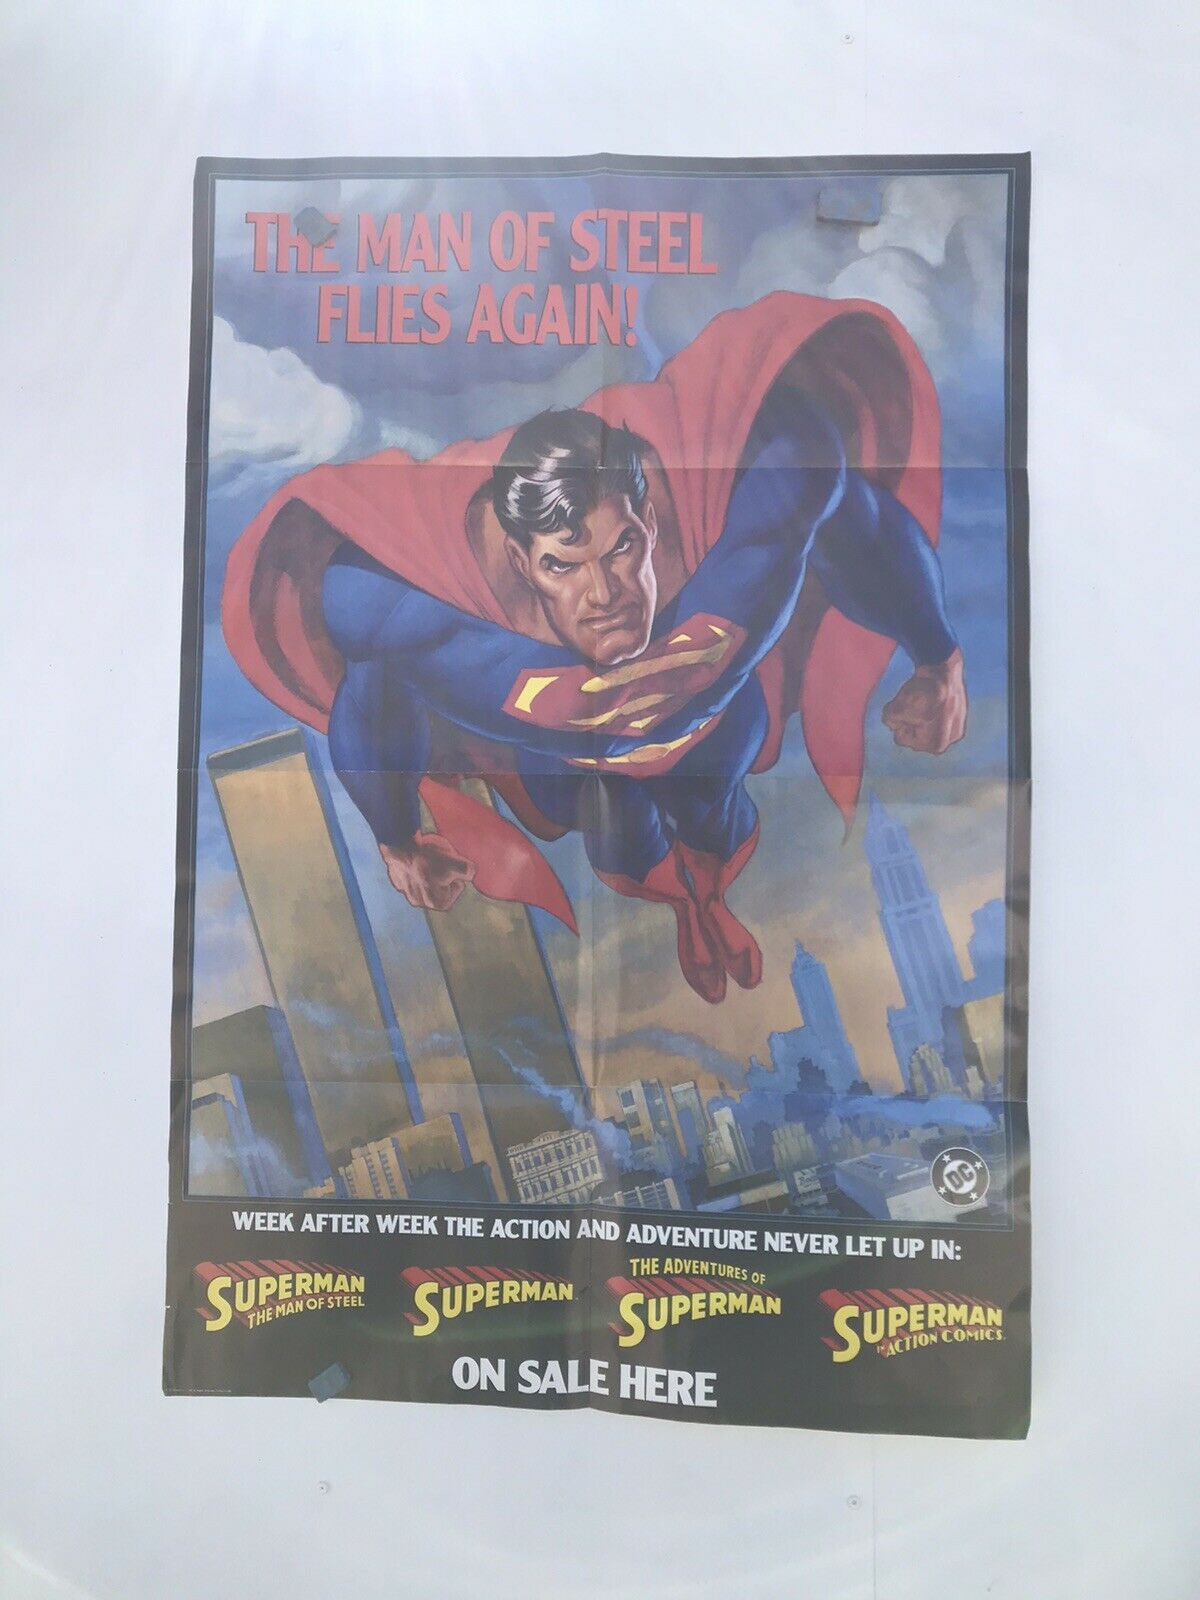 THE MAN OF STEEL
FLIES AGAIN!
DC
WEEK AFTER WEEK THE ACTION AND ADVENTURE NEVER LET UP IN:
SUPERMAN
THE MAN OF STEEL
SUPERMAN
THE ADVENTURES OF
SUPERMAN
SUPERMAN
IN ACTION COMICS
ON SALE HERE